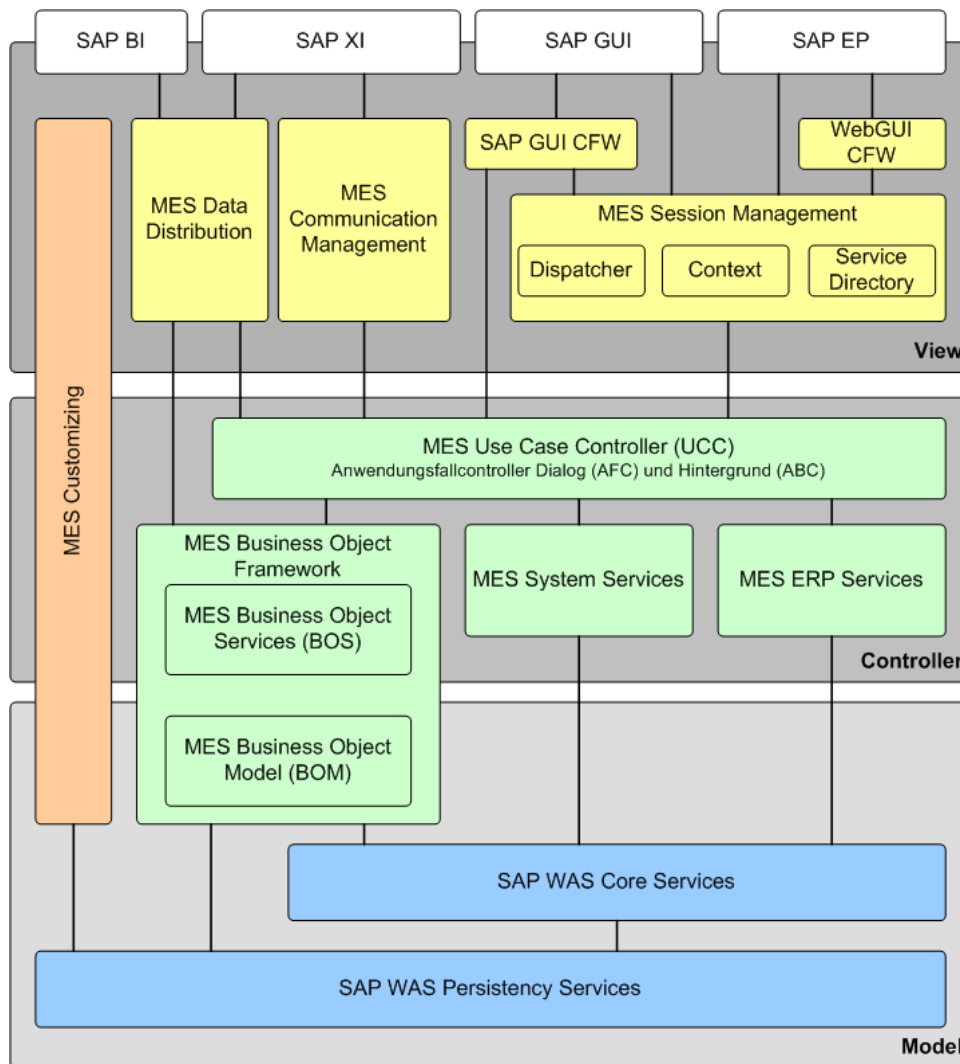 SAP BI
SAP XI
SAP GUI
SAP EP
MES Customizing
MES Data
Distribution
MES
Communication
Management
SAP GUI CFW
WebGUI
CFW
MES Session Management
Dispatcher
Context
Service
Directory
View
MES Use Case Controller (UCC)
Anwendungsfallcontroller Dialog (AFC) und Hintergrund (ABC)
MES Business Object
Framework
MES Business Object
Services (BOS)
MES System Services
MES ERP Services
Controller
MES Business Object
Model (BOM)
SAP WAS Core Services
SAP WAS Persistency Services
Model